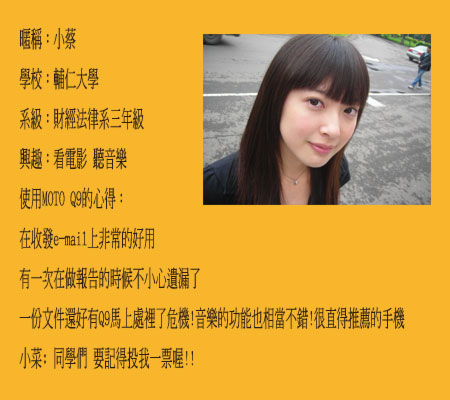 暱稱：小蔡
學校：輔仁大學
系級：財經法律系三年級
興趣：看電影 聽音樂
使用MOTO Q9的心得：
在收發e-mail上非常的好用
有一次在做報告的時候不小心遺漏了
一份文件還好有Q9馬上處裡了危機!音樂的功能也相當不錯!很直得推薦的手機
小菜: 同學們 要記得投我一票喔!!